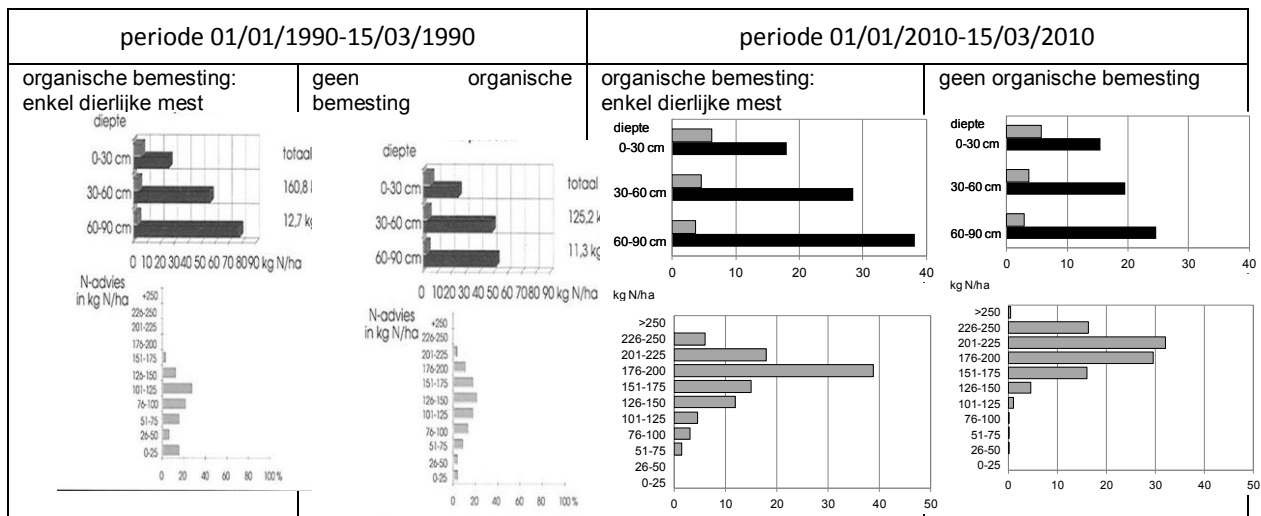 periode 01/01/1990-15/03/1990
periode 01/01/2010-15/03/2010
organische bemesting:
enkel dierlijke mest
geen organische
bemesting
organische bemesting:
enkel dierlijke mest
geen organische bemesting
diepte
0-30 cm
30-60 cm
60-90 cm
totaal
160,8
12,7 kg
0 10 20 30 40 50 60 70 80 90 kg N/ha
N-advies
in kg N/ha
+250
226-250
201-225
176-200
151-175
126-150
101-125
76-100
51-75
26-50
0-25
0 20 40 60 80 100 %
diepte
0-30 cm
30-60 cm
60-90 cm
totaal
125,2 k
11,3 kg
0 10 20 30 40 50 60 70 80 90 kg N/ha
N-advies
in kg N/ha
+250
226-250
201-225
176-200
151-175
126-150
101-125
76-100
51-75
26-50
0-25
0 20 40 60 80 100 %
diepte
0-30 cm
30-60 cm
60-90 cm
0 10 20 30 40
kg N/ha
>250
226-250
201-225
176-200
151-175
126-150
101-125
76-100
51-75
26-50
0-25
0 10 20 30 40 50
diepte
0-30 cm
30-60 cm
60-90 cm
0 10 20 30 40
kg N/ha
>250
226-250
201-225
176-200
151-175
126-150
101-125
76-100
51-75
26-50
0-25
0 10 20 30 40 50